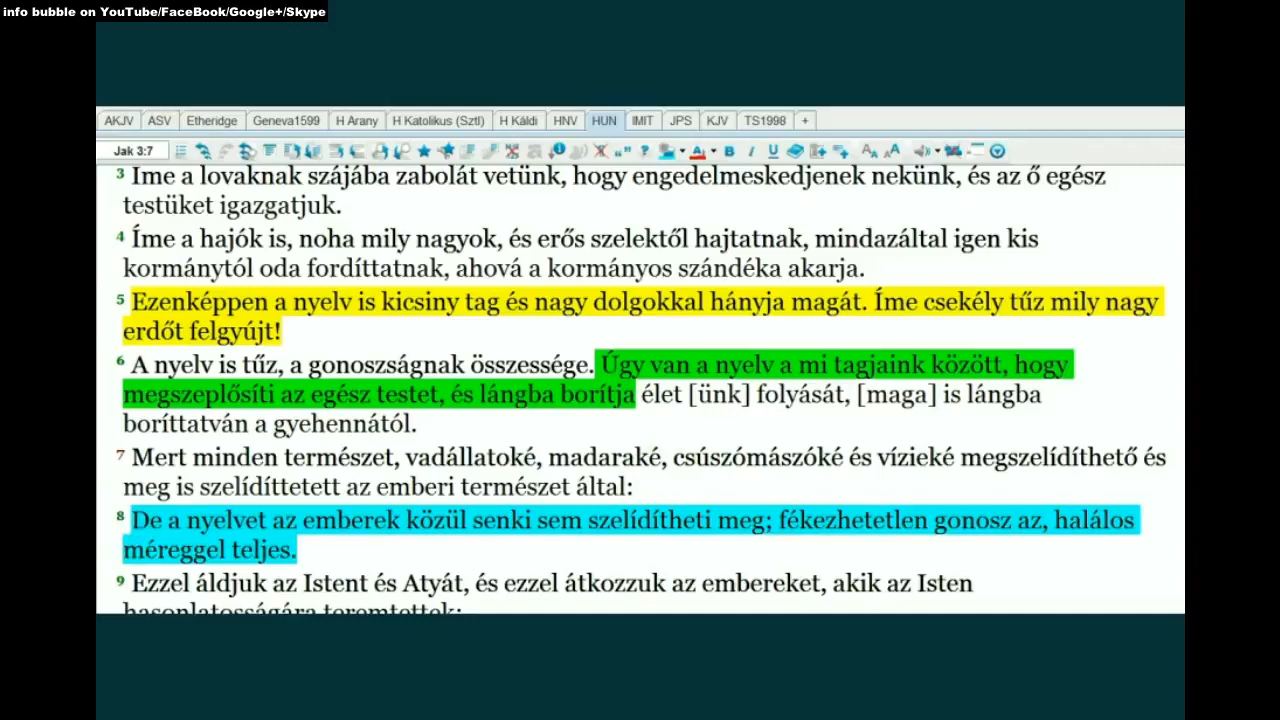 info bubble on YouTube/FaceBook/Google+/Skype
AKJV ASV Etheridge Geneva1599 H Arany H Katolikus (Sztl) H Káldi HNV HUN IMIT JPS KJV TS1998 +
Jak 3:7
3 Ime a lovaknak szájába zabolát vetünk, hogy engedelmeskedjenek nekünk, és az ő egész
testüket igazgatjuk.
4 Íme a hajók is, noha mily nagyok, és erős szelektől hajtatnak, mindazáltal igen kis
kormánytól oda fordíttatnak, ahová a kormányos szándéka akarja.
5 Ezenképpen a nyelv is kicsiny tag és nagy dolgokkal hányja magát. Íme csekély tűz mily nagy
erdőt felgyújt!
6 A nyelv is tűz, a gonoszságnak összessége. Úgy van a nyelv a mi tagjaink között, hogy
megszeplősíti az egész testet, és lángba borítja élet [ünk] folyását, [maga] is lángba
boríttatván a gyehennától.
7 Mert minden természet, vadállatoké, madaraké, csúszómászóké és vízieké megszelídíthető és
meg is szelídíttetett az emberi természet által:
8 De a nyelvet az emberek közül senki sem szelídítheti meg; fékezhetetlen gonosz az, halálos
méreggel teljes.
9 Ezzel áldjuk az Istent és Atyát, és ezzel átkozzuk az embereket, akik az Isten
hasonlatosságára teremtettek: